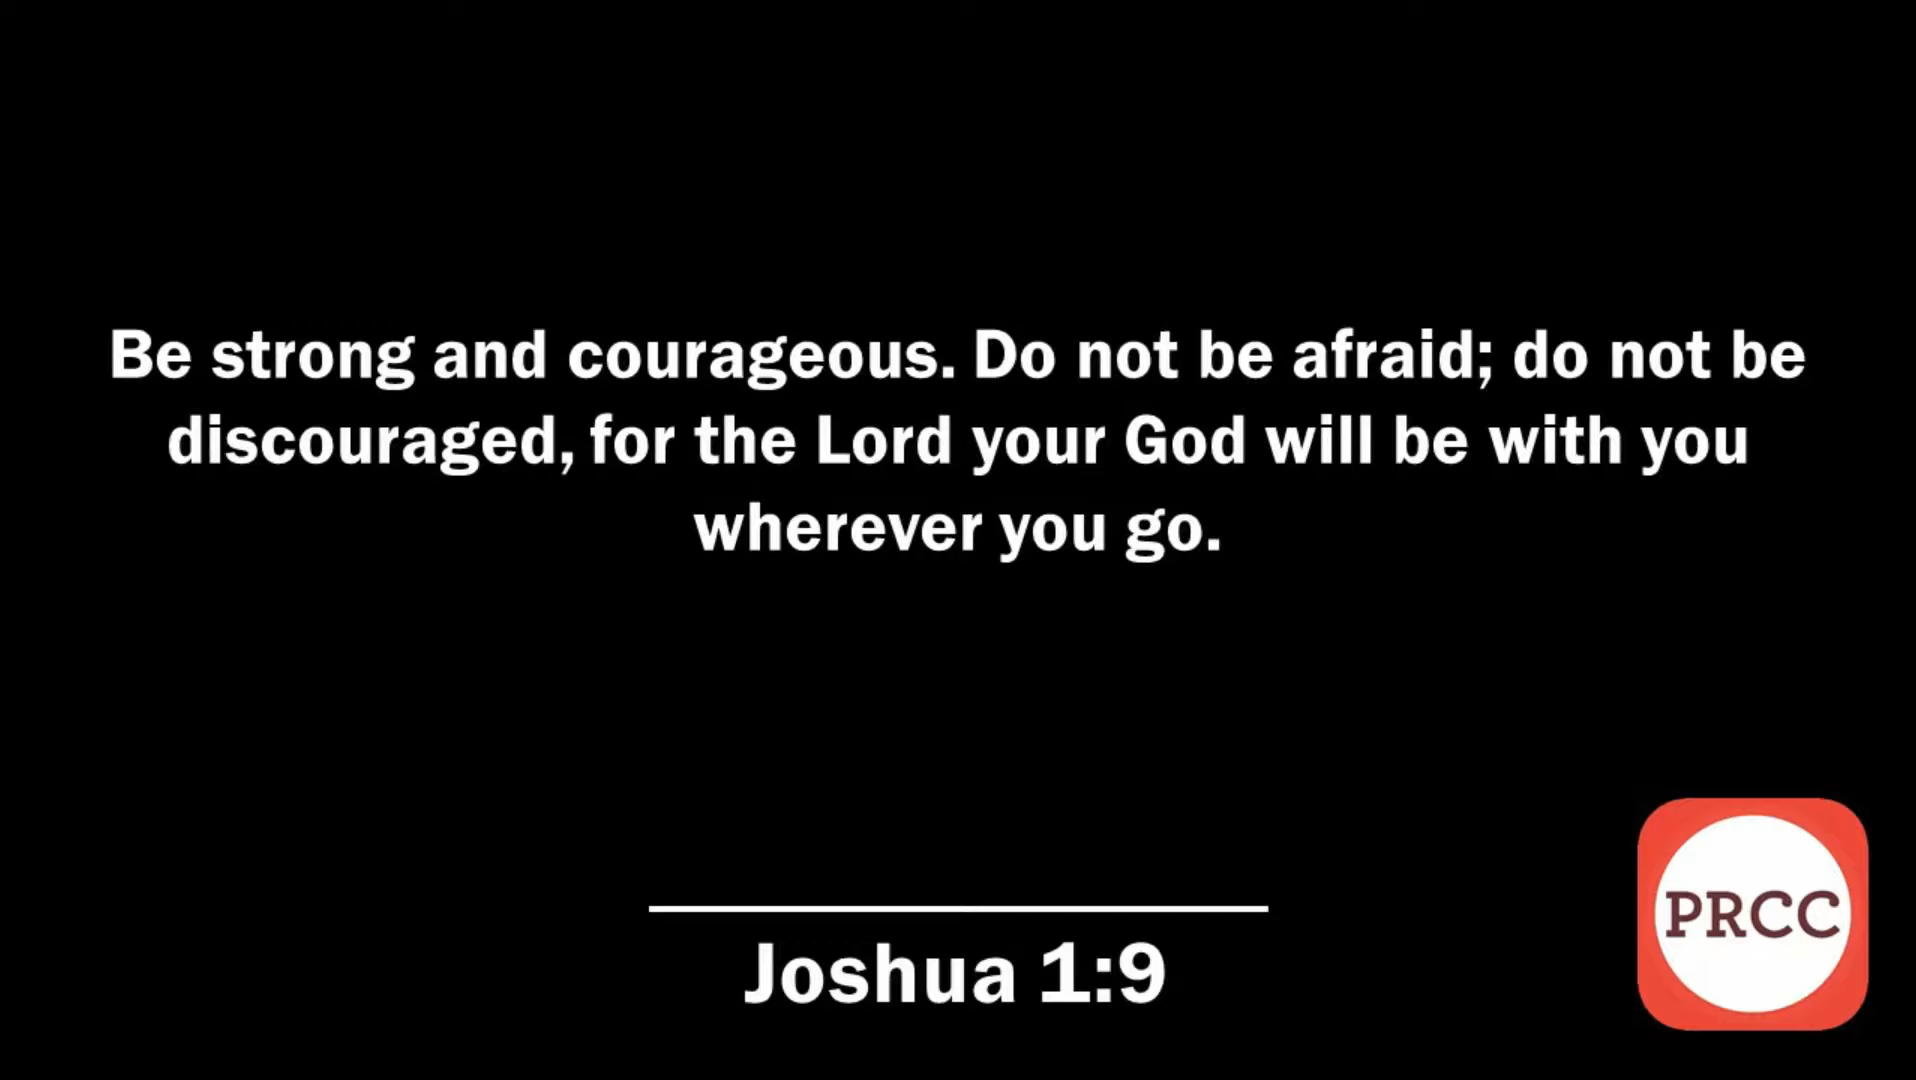 Be strong and courageous. Do not be afraid; do not be
discouraged, for the Lord your God will be with you
wherever you go.
Joshua 1:9
PRCC